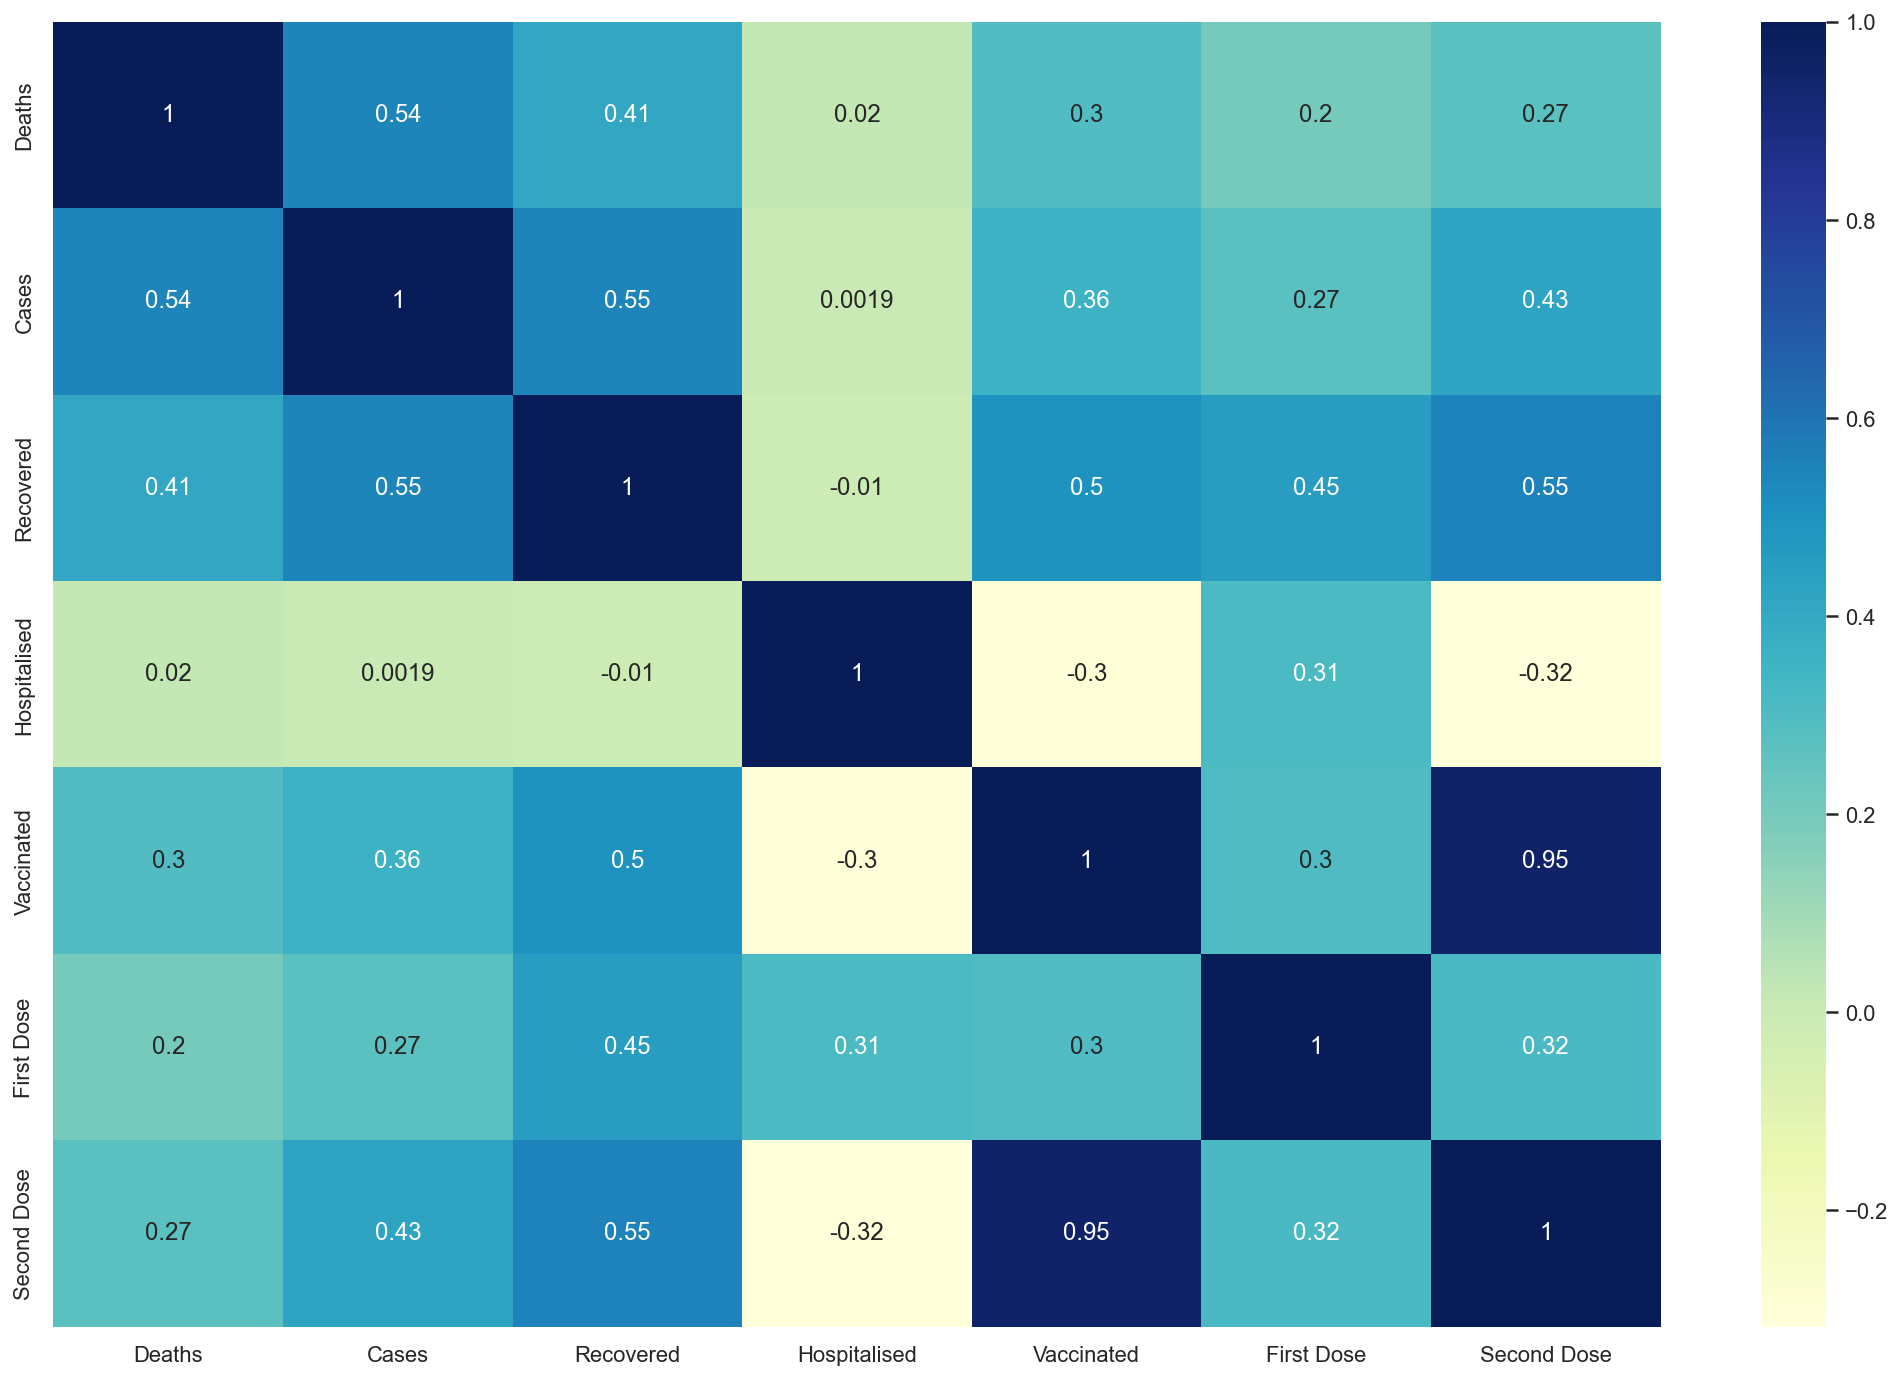 Deaths 1 0.54 0.41 0.02 0.3 0.2 0.27
Cases 0.54 1 0.55 0.0019 0.36 0.27 0.43
Recovered 0.41 0.55 1 -0.01 0.5 0.45 0.55
Hospitalised 0.02 0.0019 -0.01 1 -0.3 0.31 -0.32
Vaccinated 0.3 0.36 0.5 -0.3 1 0.3 0.95
First Dose 0.2 0.27 0.45 0.31 0.3 1 0.32
Second Dose 0.27 0.43 0.55 -0.32 0.95 0.32 1
Deaths Cases Recovered Hospitalised Vaccinated First Dose Second Dose
1.0
0.8
0.6
0.4
0.2
0.0
−0.2